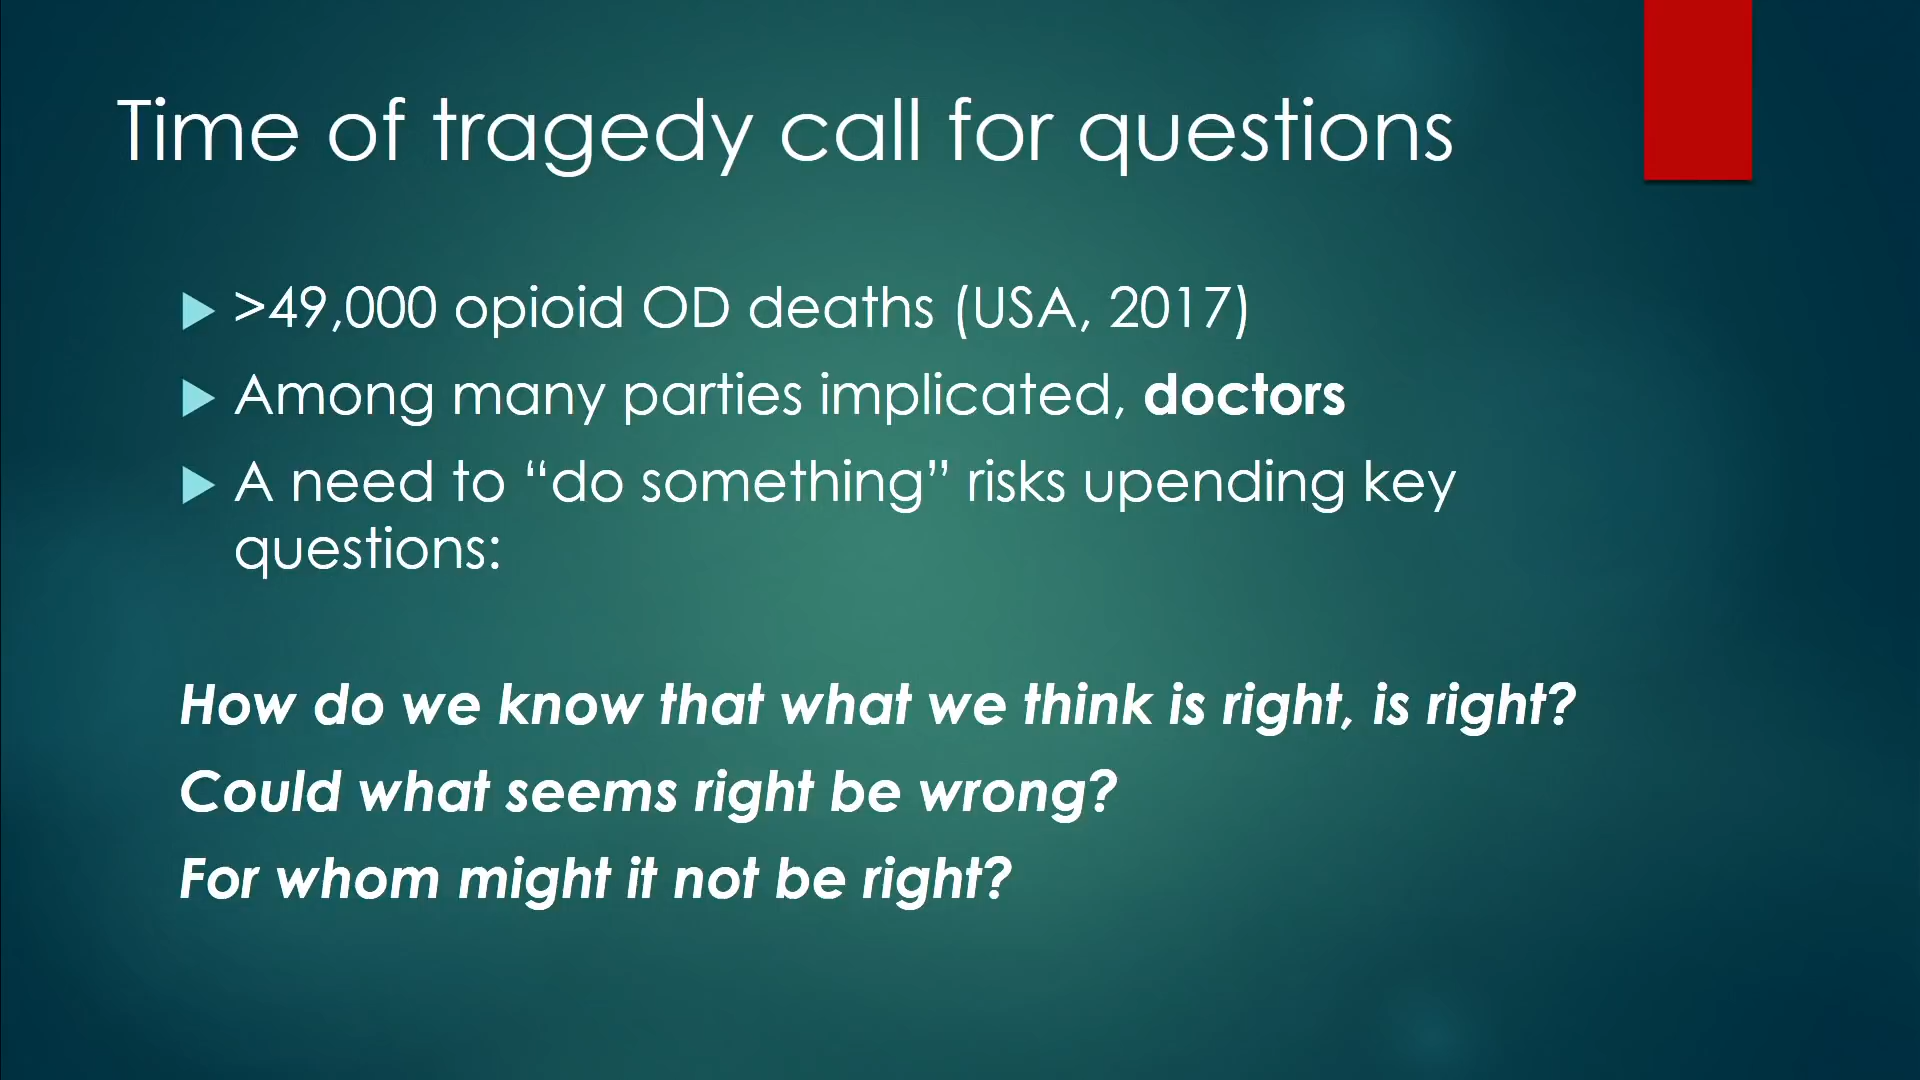 Time of tragedy call for questions
>49,000 opioid OD deaths (USA, 2017)
Among many parties implicated, doctors
A need to “do something” risks upending key
questions:
How do we know that what we think is right, is right?
Could what seems right be wrong?
For whom might it not be right?